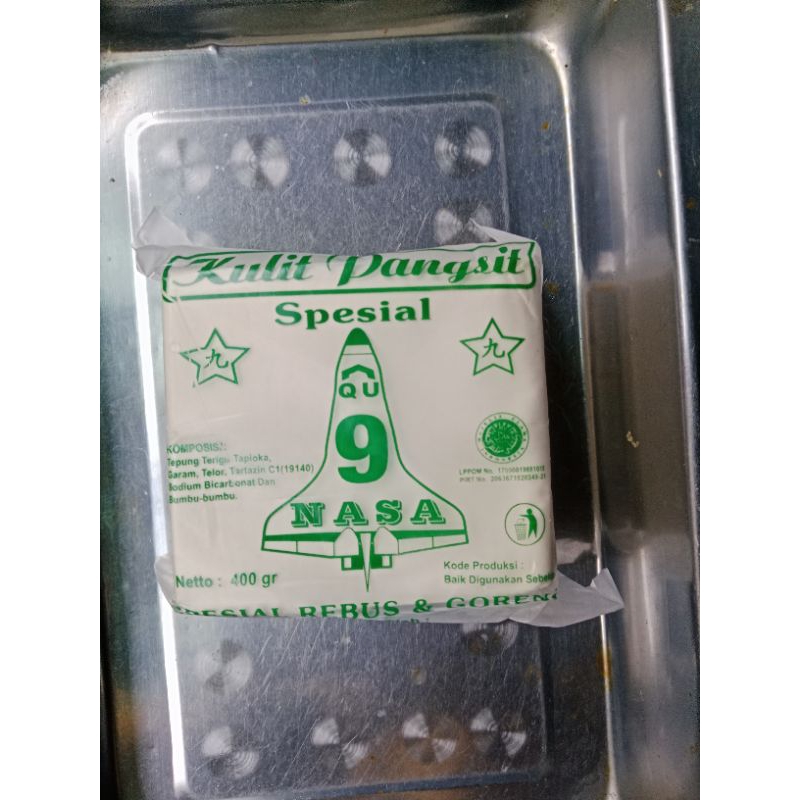 Kulit Pangsit
Spesial
九
九
QU
9
NASA
KOMPOSISI:
Tepung Terigu Tapioka,
Garam, Telor, Tartazin C1(19140)
Sodium Bicarbonat Dan
Bumbu-bumbu.
LPPOM No.
PIRT No.
Netto : 400 gr
Kode Produksi :
Baik Digunakan Sebe
SPESIAL REBUS & GORENG